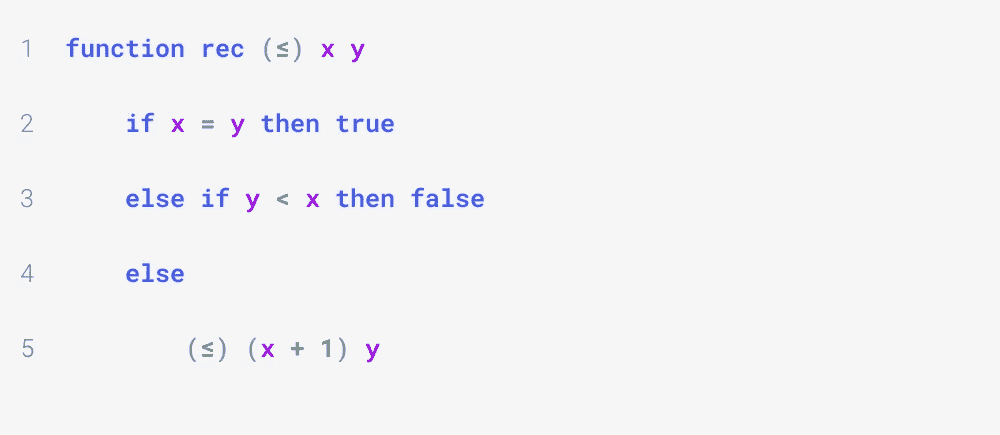 1 function rec (≤) x y
2 if x = y then true
3 else if y < x then false
4 else
5 (≤) (x + 1) y